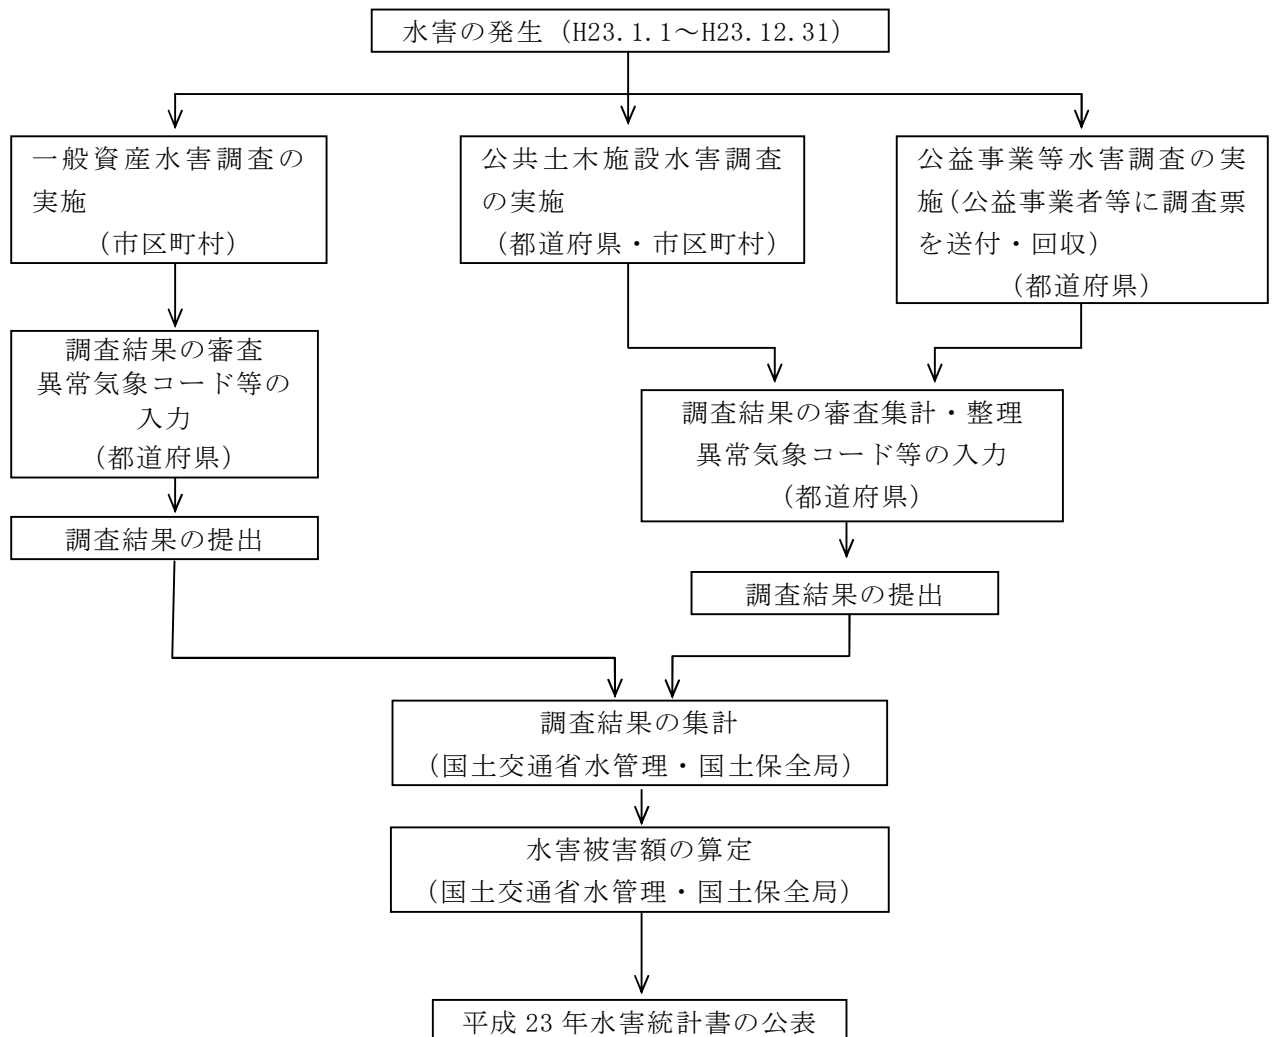 水害の発生（H23.1.1～H23.12.31）
一般資産水害調査の
実施
（市区町村）
公共土木施設水害調査
の実施
（都道府県・市区町村）
公益事業等水害調査の実
施（公益事業者等に調査票
を送付・回収）
（都道府県）
調査結果の審査
異常気象コード等の
入力
（都道府県）
調査結果の審査集計・整理
異常気象コード等の入力
（都道府県）
調査結果の提出
調査結果の提出
調査結果の集計
（国土交通省水管理・国土保全局）
水害被害額の算定
（国土交通省水管理・国土保全局）
平成 23 年水害統計書の公表